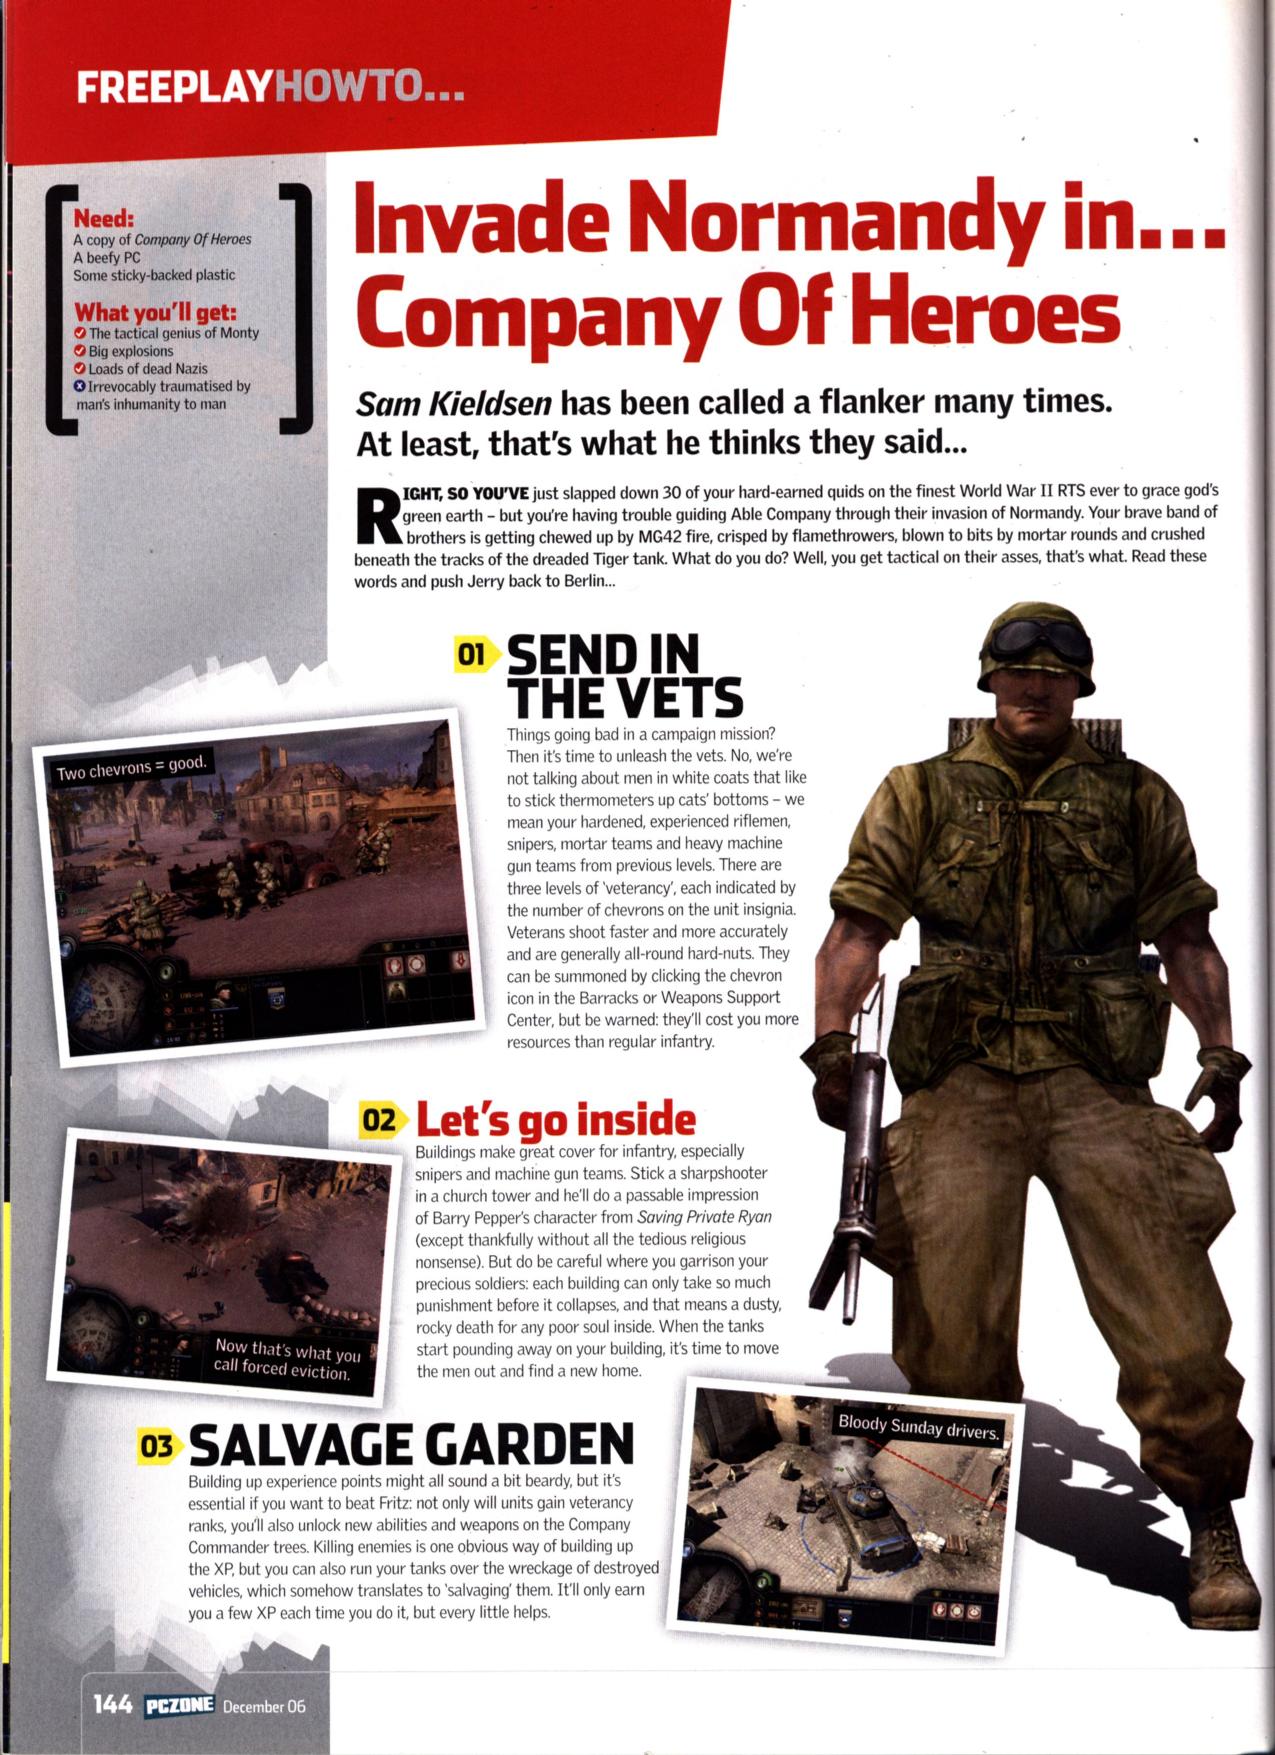 FREEPLAYHOWTO...
Need:
A copy of Company Of Heroes
A beefy PC
Some sticky-backed plastic
What you'll get:
The tactical genius of Monty
Big explosions
Loads of dead Nazis
Irrevocably traumatised by
man's inhumanity to man
Invade Normandy in...
Company Of Heroes
Sam Kieldsen has been called a flanker many times.
At least, that's what he thinks they said...
RIGHT, SO YOU'VE just slapped down 30 of your hard-earned quids on the finest World War II RTS ever to grace god's
green earth – but you're having trouble guiding Able Company through their invasion of Normandy. Your brave band of
brothers is getting chewed up by MG42 fire, crisped by flamethrowers, blown to bits by mortar rounds and crushed
beneath the tracks of the dreaded Tiger tank. What do you do? Well, you get tactical on their asses, that's what. Read these
words and push Jerry back to Berlin...
01 SEND IN
THE VETS
Things going bad in a campaign mission?
Then it's time to unleash the vets. No, we're
not talking about men in white coats that like
to stick thermometers up cats' bottoms – we
mean your hardened, experienced riflemen,
snipers, mortar teams and heavy machine
gun teams from previous levels. There are
three levels of 'veterancy', each indicated by
the number of chevrons on the unit insignia.
Veterans shoot faster and more accurately
and are generally all-round hard-nuts. They
can be summoned by clicking the chevron
icon in the Barracks or Weapons Support
Center, but be warned: they'll cost you more
resources than regular infantry.
Two chevrons = good.
02 Let's go inside
Buildings make great cover for infantry, especially
snipers and machine gun teams. Stick a sharpshooter
in a church tower and he'll do a passable impression
of Barry Pepper's character from Saving Private Ryan
(except thankfully without all the tedious religious
nonsense). But do be careful where you garrison your
precious soldiers: each building can only take so much
punishment before it collapses, and that means a dusty,
rocky death for any poor soul inside. When the tanks
start pounding away on your building, it's time to move
the men out and find a new home.
Now that's what you
call forced eviction.
03 SALVAGE GARDEN
Building up experience points might all sound a bit beardy, but it's
essential if you want to beat Fritz: not only will units gain veterancy
ranks, you'll also unlock new abilities and weapons on the Company
Commander trees. Killing enemies is one obvious way of building up
the XP, but you can also run your tanks over the wreckage of destroyed
vehicles, which somehow translates to 'salvaging' them. It'll only earn
you a few XP each time you do it, but every little helps.
Bloody Sunday drivers.
144 PCZONE December 06